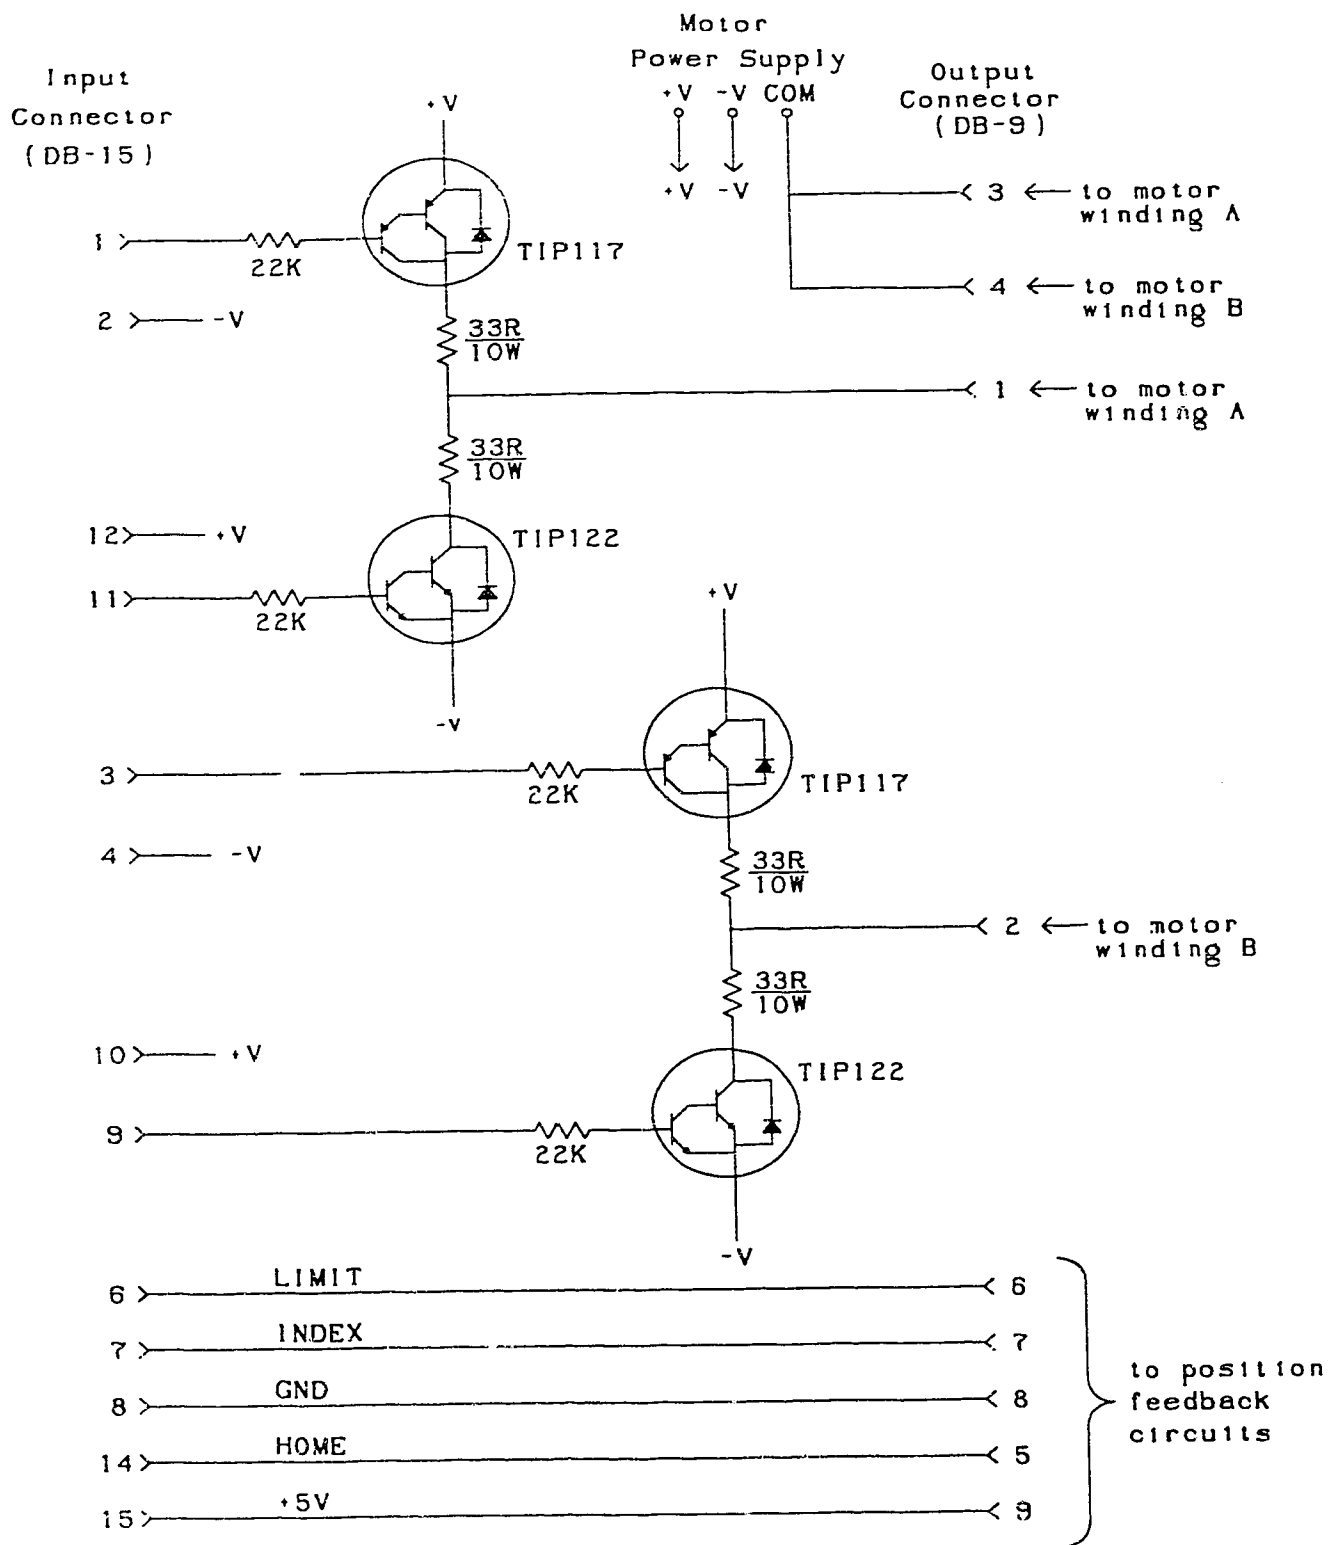 Motor
Power Supply
+V -V COM
+V -V
Input
Connector
(DB-15)
Output
Connector
(DB-9)
+V
1
22K
TIP117
3 to motor
winding A
4 to motor
winding B
2 -V
33R
10W
1 to motor
winding A
33R
10W
12 +V
TIP122
11
22K
-V
+V
3
22K
TIP117
4 -V
33R
10W
2 to motor
winding B
33R
10W
10 +V
TIP122
9
22K
-V
6 LIMIT 6
7 INDEX 7
8 GND 8
14 HOME 5
15 +5V 9
to position
feedback
circuits